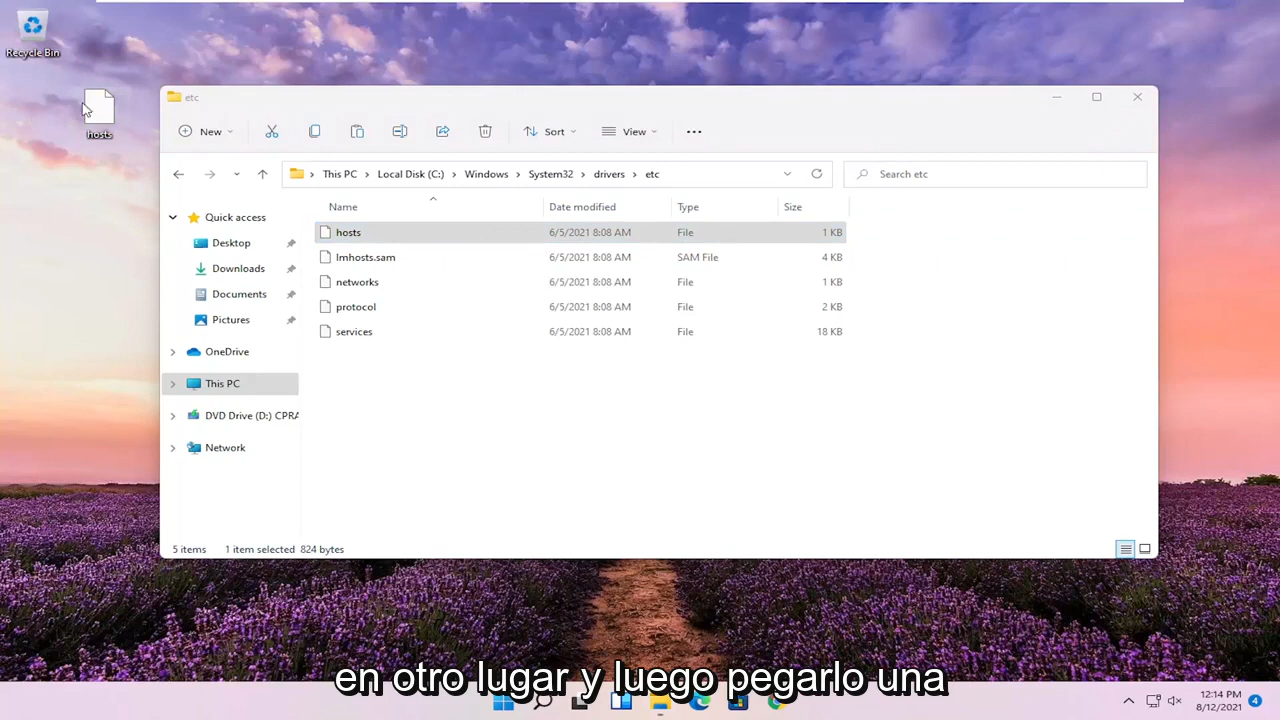 Recycle Bin
hosts
etc
New
Sort
View
This PC
Local Disk (C:)
Windows
System32
drivers
etc
Search etc
Name
Date modified
Type
Size
Quick access
Desktop
Downloads
Documents
Pictures
OneDrive
This PC
DVD Drive (D:) CPRA
Network
hosts 6/5/2021 8:08 AM File 1 KB
lmhosts.sam 6/5/2021 8:08 AM SAM File 4 KB
networks 6/5/2021 8:08 AM File 1 KB
protocol 6/5/2021 8:08 AM File 2 KB
services 6/5/2021 8:08 AM File 18 KB
5 items 1 item selected 824 bytes
en otro lugar y luego pegarlo una
12:14 PM
8/12/2021
4